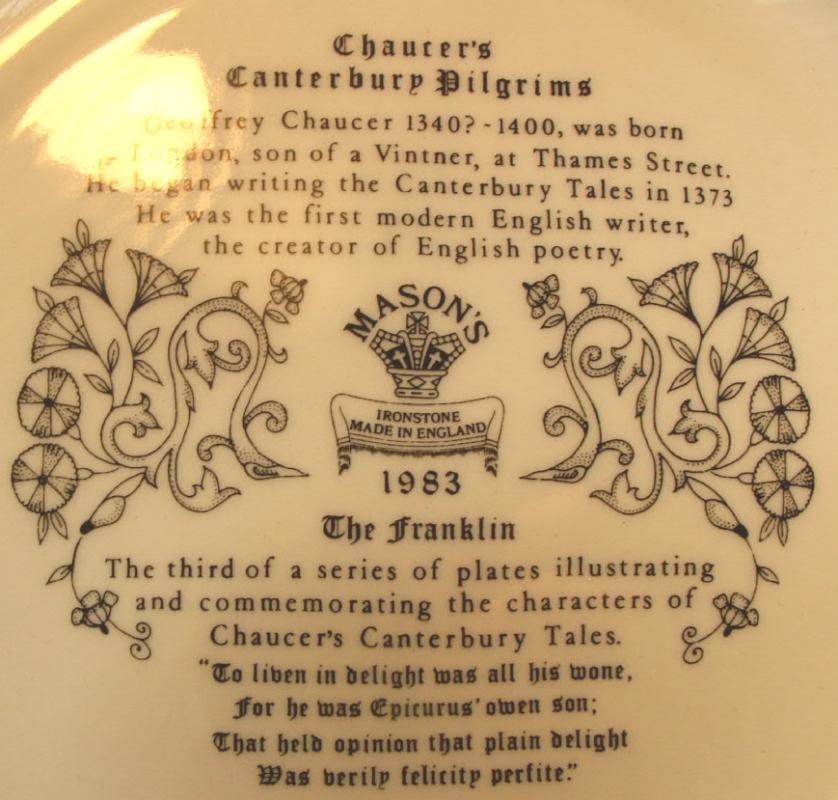 Chaucer's
Canterbury Pilgrims
Geoffrey Chaucer 1340? - 1400, was born
London, son of a Vintner, at Thames Street.
He began writing the Canterbury Tales in 1373
He was the first modern English writer,
the creator of English poetry.
MASON'S
IRONSTONE
MADE IN ENGLAND
1983
The Franklin
The third of a series of plates illustrating
and commemorating the characters of
Chaucer's Canterbury Tales.
"To liven in delight was all his wone,
For he was Epicurus' owen son;
That held opinion that plain delight
Was verily felicity perfite."